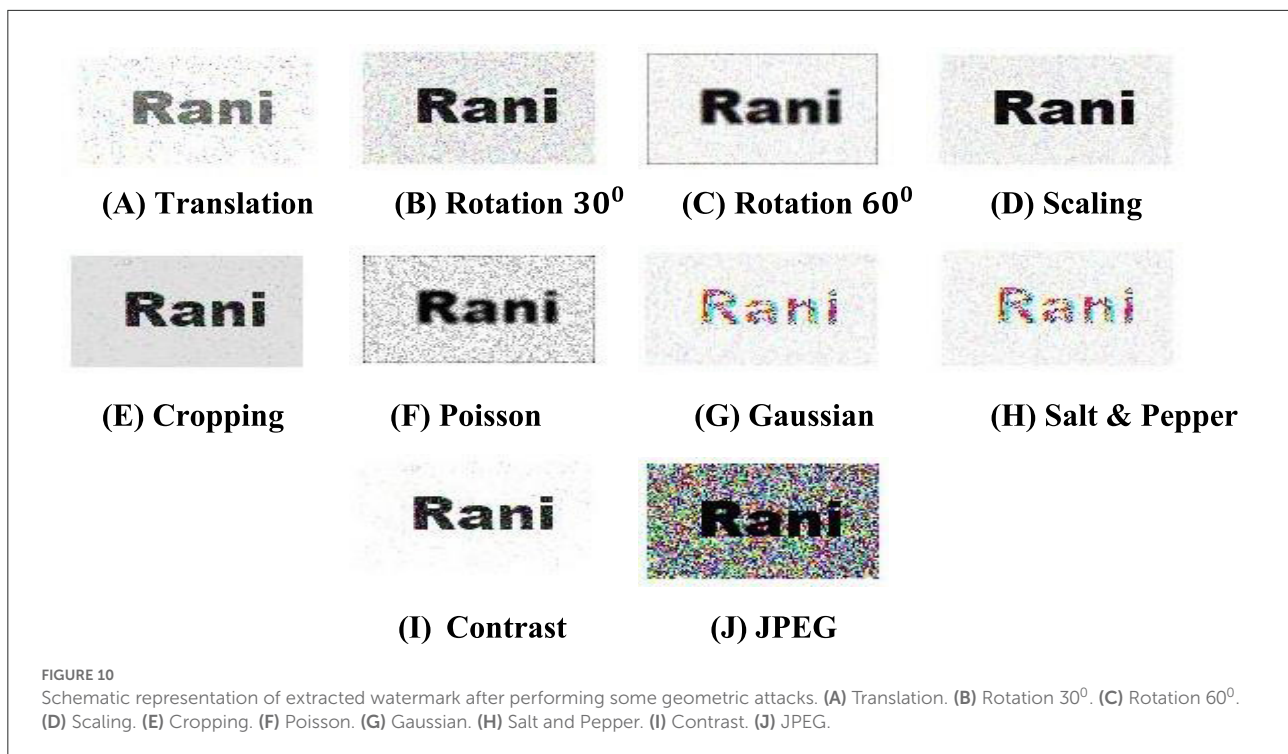 Rani Rani Rani Rani
(A) Translation (B) Rotation 30⁰ (C) Rotation 60⁰ (D) Scaling
Rani Rani Rani Rani
(E) Cropping (F) Poisson (G) Gaussian (H) Salt & Pepper
Rani Rani
(I) Contrast (J) JPEG
FIGURE 10
Schematic representation of extracted watermark after performing some geometric attacks. (A) Translation. (B) Rotation 30⁰. (C) Rotation 60⁰.
(D) Scaling. (E) Cropping. (F) Poisson. (G) Gaussian. (H) Salt and Pepper. (I) Contrast. (J) JPEG.